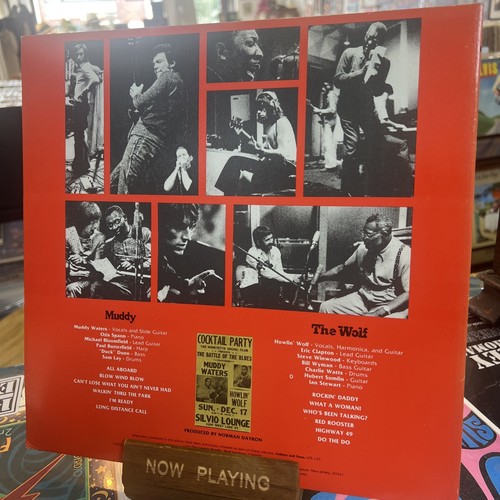 Muddy
Muddy Waters - Vocals and Slide Guitar
Otis Spann - Piano
Michael Bloomfield - Lead Guitar
Paul Butterfield - Harp
"Duck" Dunn - Bass
Sam Lay - Drums
ALL ABOARD
BLOW WIND BLOW
CAN'T LOSE WHAT YOU AIN'T NEVER HAD
WALKIN' THRU THE PARK
I'M READY
LONG DISTANCE CALL
COCKTAIL PARTY
THE BATTLE OF THE BLUES
MUDDY
WATERS
HOWLIN'
WOLF
SUN.-DEC. 17
SILVIO LOUNGE
The Wolf
Howlin' Wolf - Vocals, Harmonica, and Guitar
Eric Clapton - Lead Guitar
Steve Winwood - Keyboards
Bill Wyman - Bass Guitar
Charlie Watts - Drums
Hubert Sumlin - Guitar
Ian Stewart - Piano
ROCKIN' DADDY
WHAT A WOMAN!
WHO'S BEEN TALKING?
RED ROOSTER
HIGHWAY 49
DO THE DO
PRODUCED BY NORMAN DAYRON
NOW PLAYING